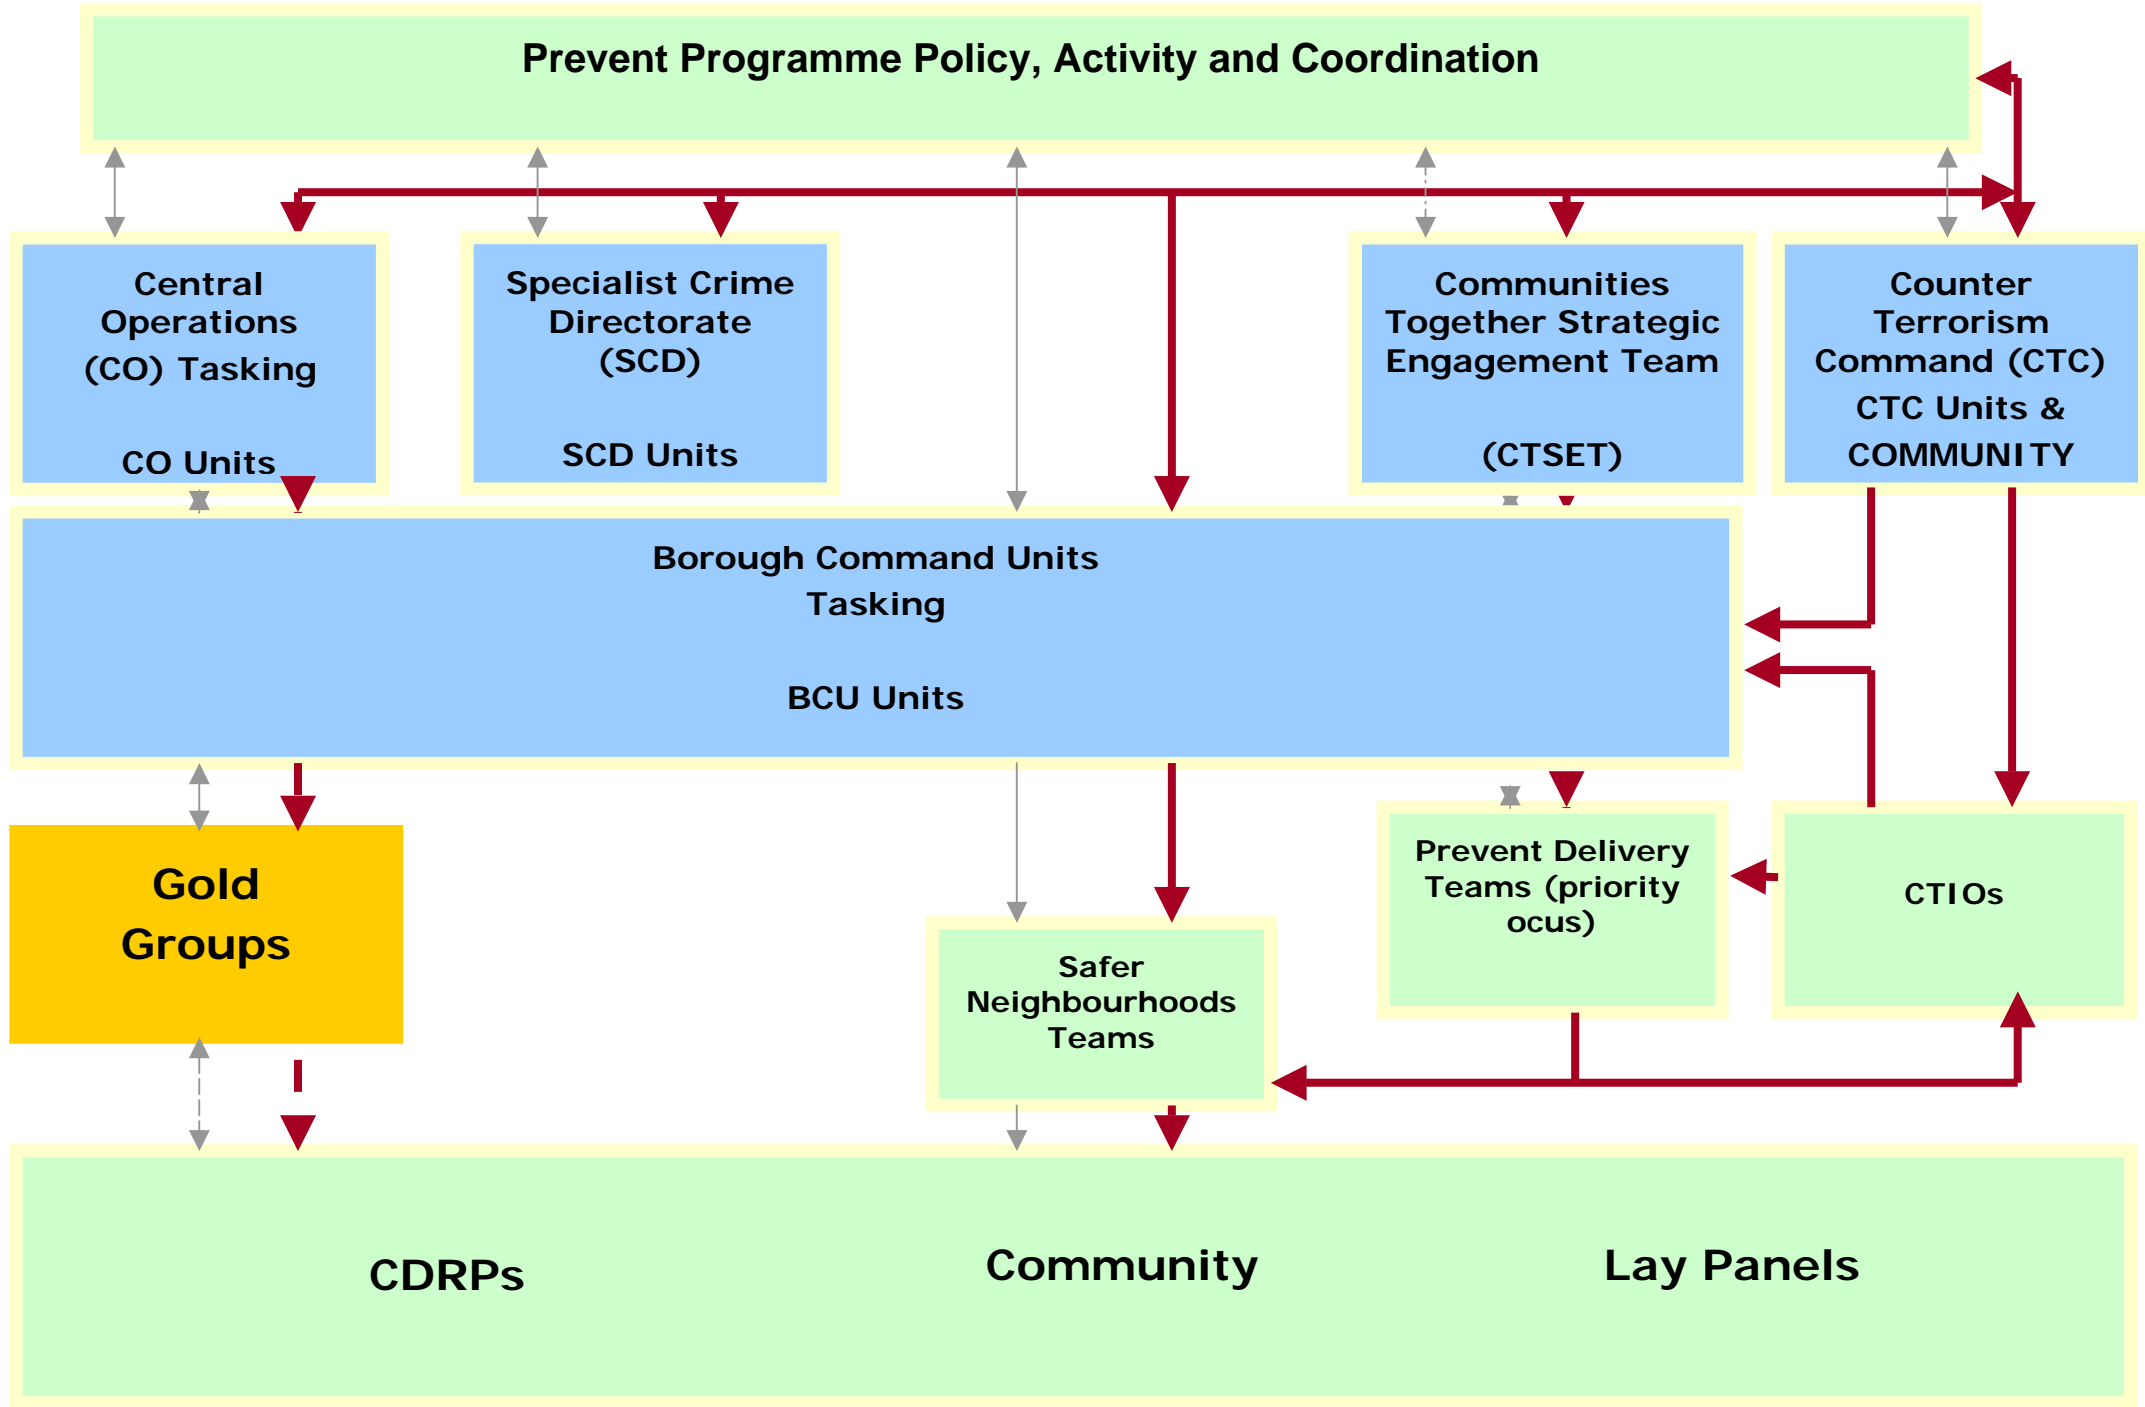 Prevent Programme Policy, Activity and Coordination
Central
Operations
(CO) Tasking
CO Units
Specialist Crime
Directorate
(SCD)
SCD Units
Communities
Together Strategic
Engagement Team
(CTSET)
Counter
Terrorism
Command (CTC)
CTC Units &
COMMUNITY
Borough Command Units
Tasking
BCU Units
Gold
Groups
Safer
Neighbourhoods
Teams
Prevent Delivery
Teams (priority
ocus)
CTIOs
CDRPs
Community
Lay Panels